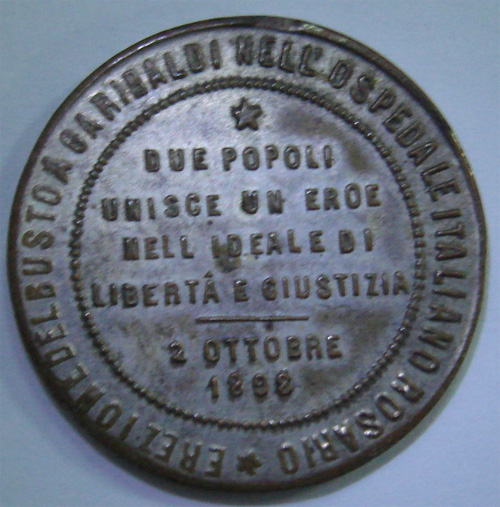 EREZIONE DEL BUSTO A GARIBALDI NELL'OSPEDALE ITALIANO ROSARIO
DUE POPOLI
UNISCE UN EROE
NELL IDEALE DI
LIBERTÀ E GIUSTIZIA
2 OTTOBRE
1898